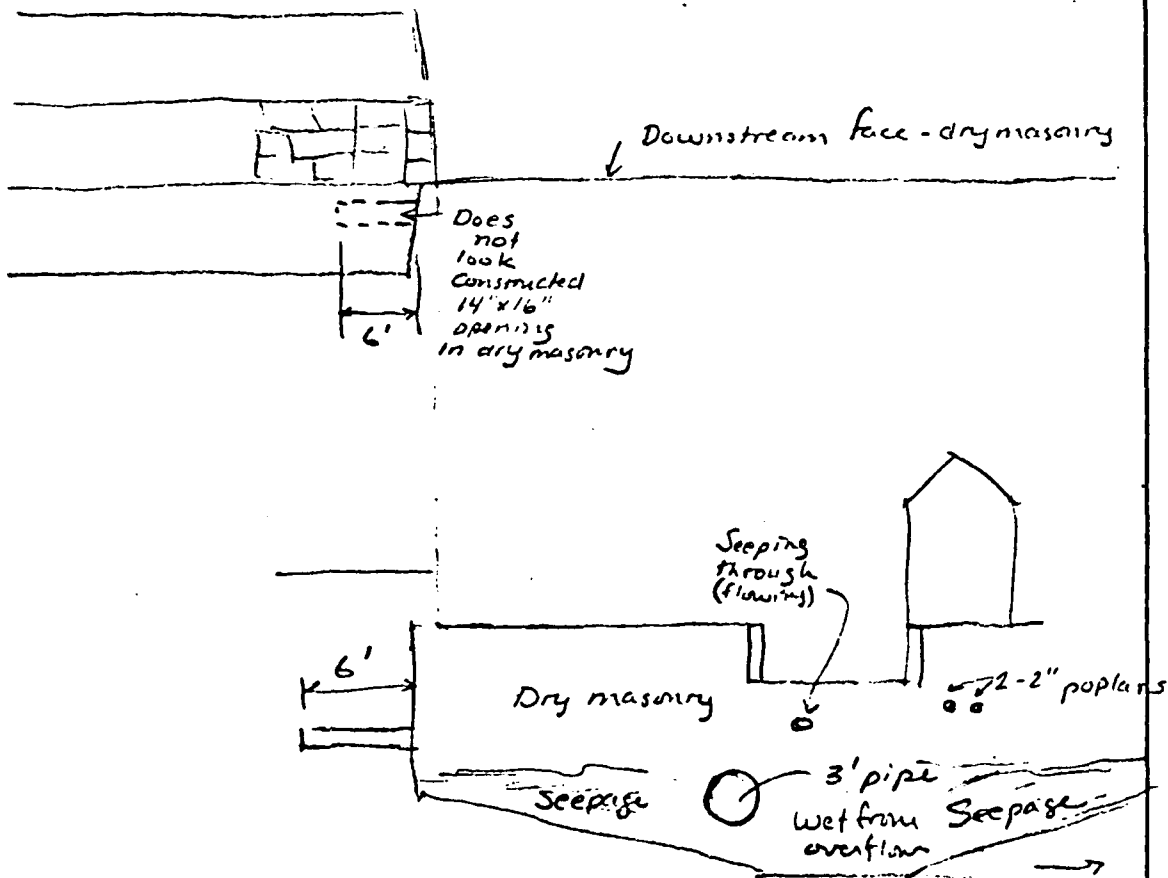 Downstream face - dry masonry
Does
not
look
constructed
14" x 16"
opening
in dry masonry
6'
Seeping
through
(flowing)
6'
Dry masonry
2-2" poplars
3' pipe
Seepage
Wet from
overflow
Seepage